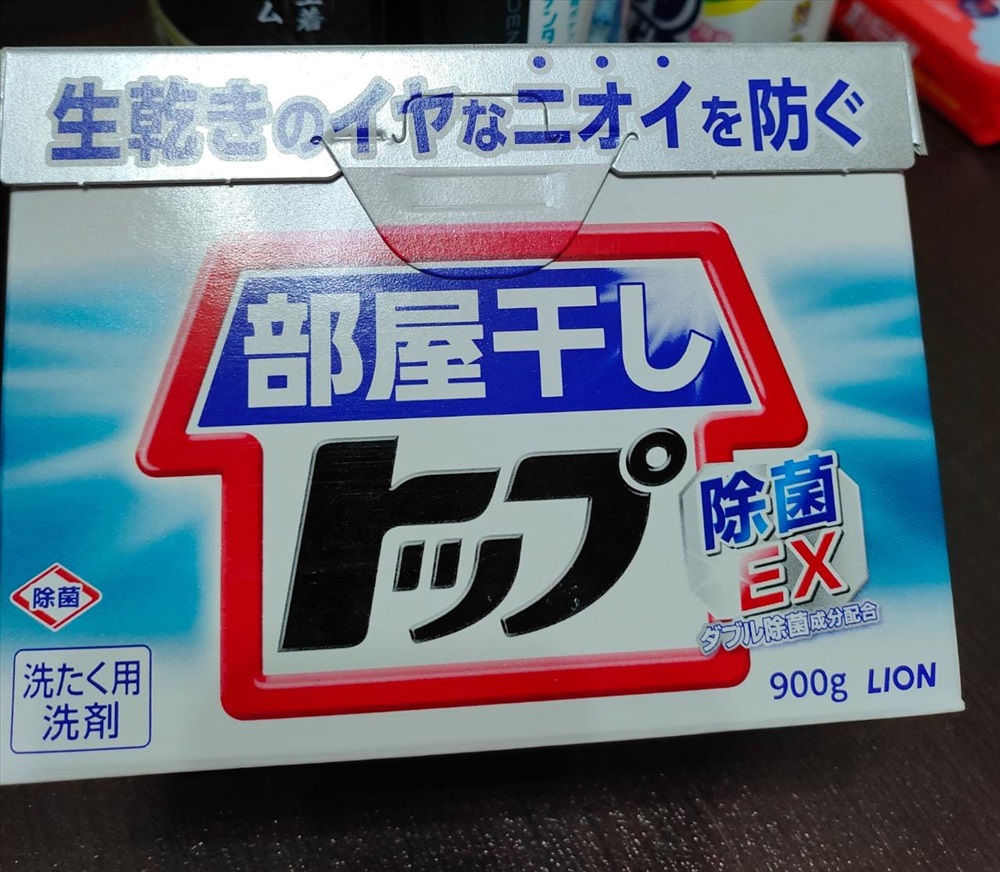 生乾きのイヤなニオイを防ぐ
部屋干し
トップ
除菌
EX
ダブル除菌成分配合
除菌
洗たく用
洗剤
900g LION